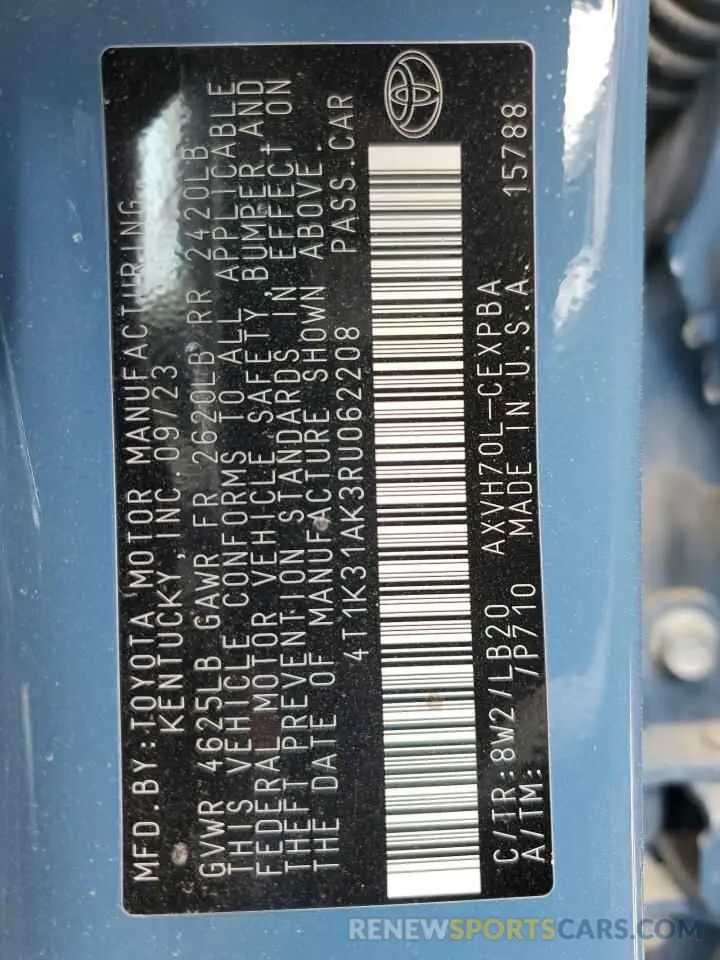 MFD.BY:TOYOTA MOTOR MANUFACTURING
KENTUCKY,INC. 09/23
GVWR 4625LB GAWR FR 2620LB RR 2420LB
THIS VEHICLE CONFORMS TO ALL APPLICABLE
FEDERAL MOTOR VEHICLE SAFETY,BUMPER,AND
THEFT PREVENTION STANDARDS IN EFFECT ON
THE DATE OF MANUFACTURE SHOWN ABOVE.
4T1K31AK3RU062208 PASS.CAR
C/TR:8W2/LB20 AXVH70L-CEXPBA 15788
A/TM: /P710 MADE IN U.S.A.
RENEWSPORTSCARS.COM